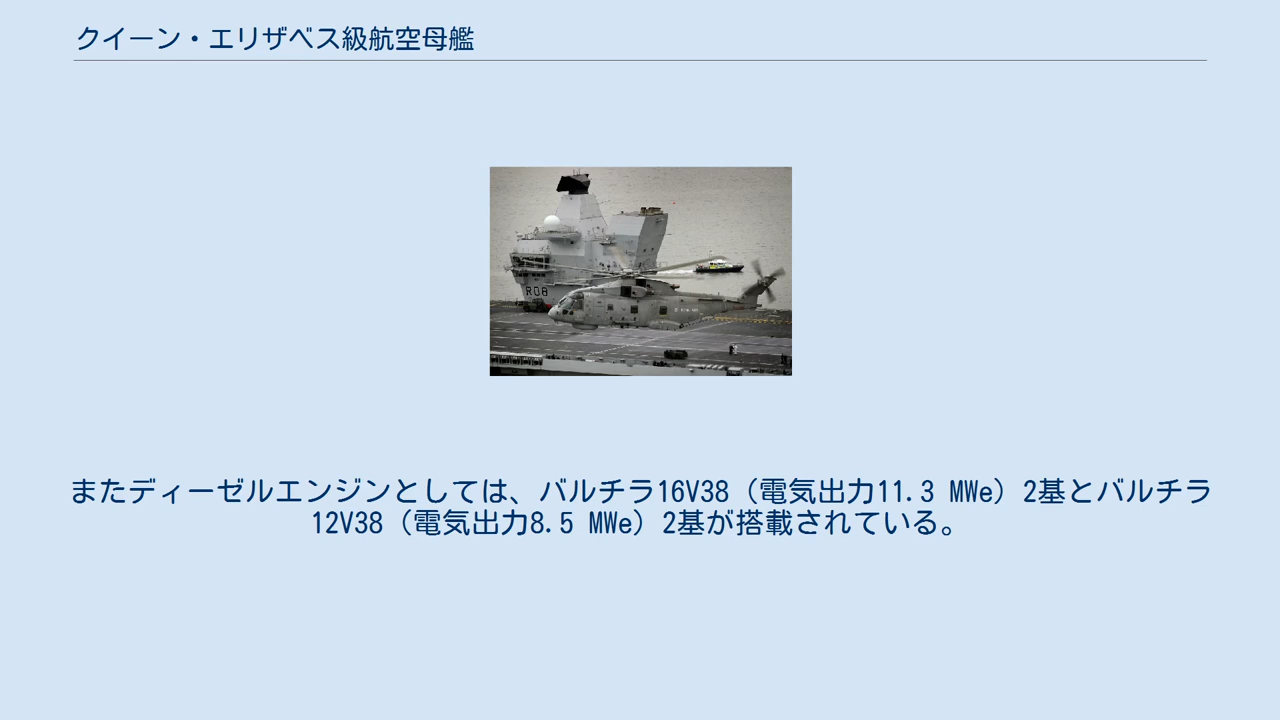 クイーン・エリザベス級航空母艦
R08
またディーゼルエンジンとしては、バルチラ16V38（電気出力11.3 MWe）2基とバルチラ
12V38（電気出力8.5 MWe）2基が搭載されている。